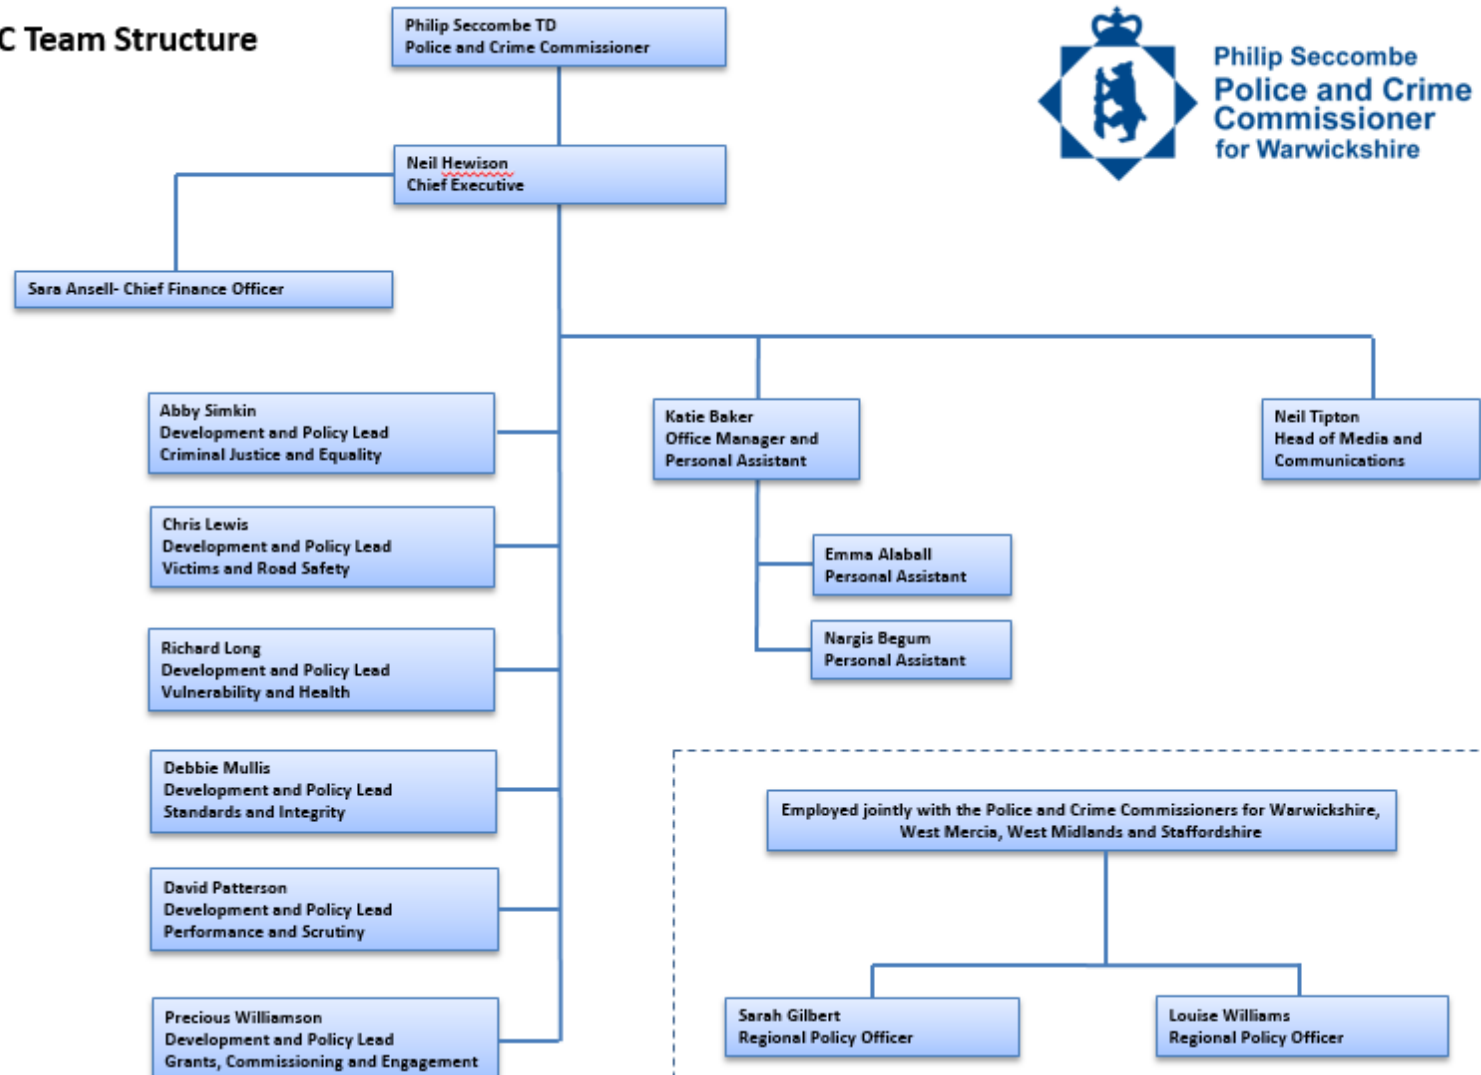 C Team Structure
Philip Seccombe TD
Police and Crime Commissioner
Philip Seccombe
Police and Crime
Commissioner
for Warwickshire
Neil Hewison
Chief Executive
Sara Ansell- Chief Finance Officer
Abby Simkin
Development and Policy Lead
Criminal Justice and Equality
Katie Baker
Office Manager and
Personal Assistant
Neil Tipton
Head of Media and
Communications
Chris Lewis
Development and Policy Lead
Victims and Road Safety
Emma Alaball
Personal Assistant
Nargis Begum
Personal Assistant
Richard Long
Development and Policy Lead
Vulnerability and Health
Debbie Mullis
Development and Policy Lead
Standards and Integrity
David Patterson
Development and Policy Lead
Performance and Scrutiny
Precious Williamson
Development and Policy Lead
Grants, Commissioning and Engagement
Employed jointly with the Police and Crime Commissioners for Warwickshire,
West Mercia, West Midlands and Staffordshire
Sarah Gilbert
Regional Policy Officer
Louise Williams
Regional Policy Officer